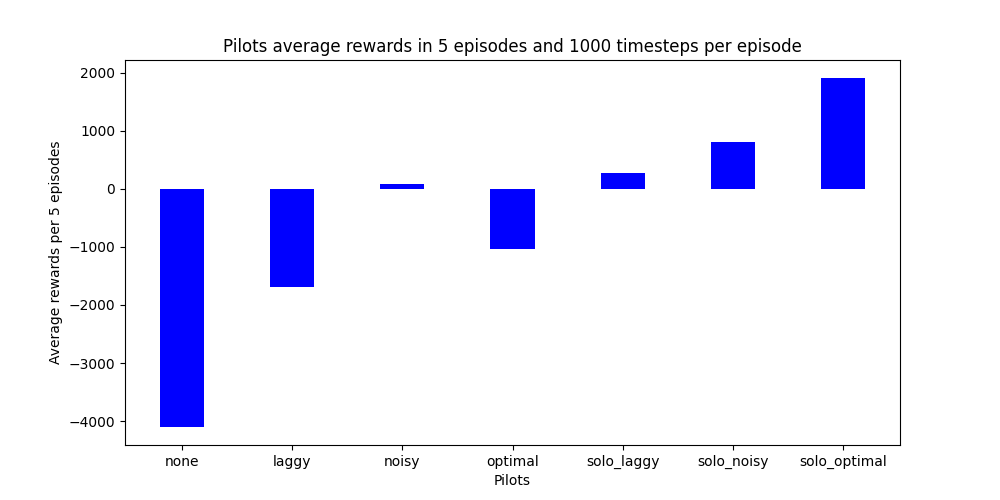 Pilots average rewards in 5 episodes and 1000 timesteps per episode
Average rewards per 5 episodes
2000
1000
0
−1000
−2000
−3000
−4000
none laggy noisy optimal solo_laggy solo_noisy solo_optimal
Pilots